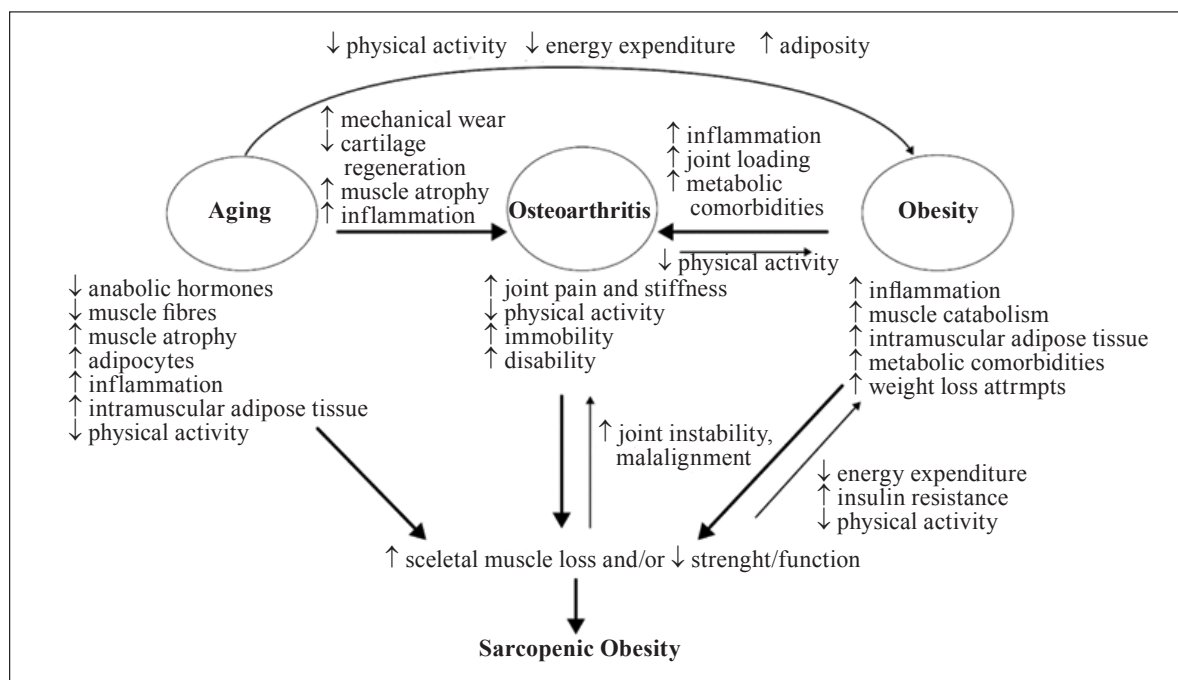 ↓ physical activity ↓ energy expenditure ↑ adiposity
↑ mechanical wear
↓ cartilage
regeneration
↑ muscle atrophy
↑ inflammation
↑ inflammation
↑ joint loading
↑ metabolic
comorbidities
Aging
Osteoarthritis
Obesity
↓ physical activity
↓ anabolic hormones
↓ muscle fibres
↑ muscle atrophy
↑ adipocytes
↑ inflammation
↑ intramuscular adipose tissue
↓ physical activity
↑ joint pain and stiffness
↓ physical activity
↑ immobility
↑ disability
↑ inflammation
↑ muscle catabolism
↑ intramuscular adipose tissue
↑ metabolic comorbidities
↑ weight loss attrmpts
↑ joint instability,
malalignment
↓ energy expenditure
↑ insulin resistance
↓ physical activity
↑ sceletal muscle loss and/or ↓ strenght/function
Sarcopenic Obesity